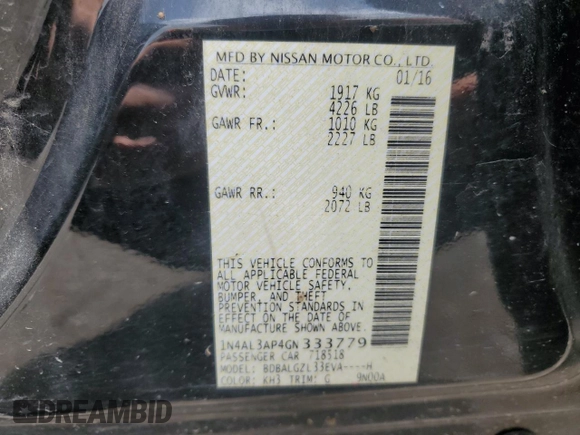 MFD BY NISSAN MOTOR CO., LTD.
DATE: 01/16
GVWR: 1917 KG
4226 LB
GAWR FR.: 1010 KG
2227 LB
GAWR RR.: 940 KG
2072 LB
THIS VEHICLE CONFORMS TO
ALL APPLICABLE FEDERAL
MOTOR VEHICLE SAFETY,
BUMPER, AND THEFT
PREVENTION STANDARDS IN
EFFECT ON THE DATE OF
MANUFACTURE SHOWN ABOVE.
1N4AL3AP4GN333779
PASSENGER CAR 718518
MODEL: BDBALGZL33EVA----H
COLOR: KH3 TRIM: G 9N00A
DREAMBID